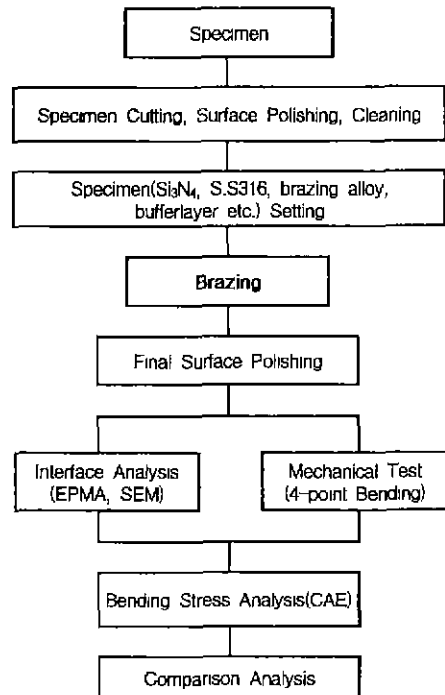 Specimen
Specimen Cutting, Surface Polishing, Cleaning
Specimen(Si₃N₄, S.S316, brazing alloy,
bufferlayer etc.) Setting
Brazing
Final Surface Polishing
Interface Analysis
(EPMA, SEM)
Mechanical Test
(4-point Bending)
Bending Stress Analysis(CAE)
Comparison Analysis